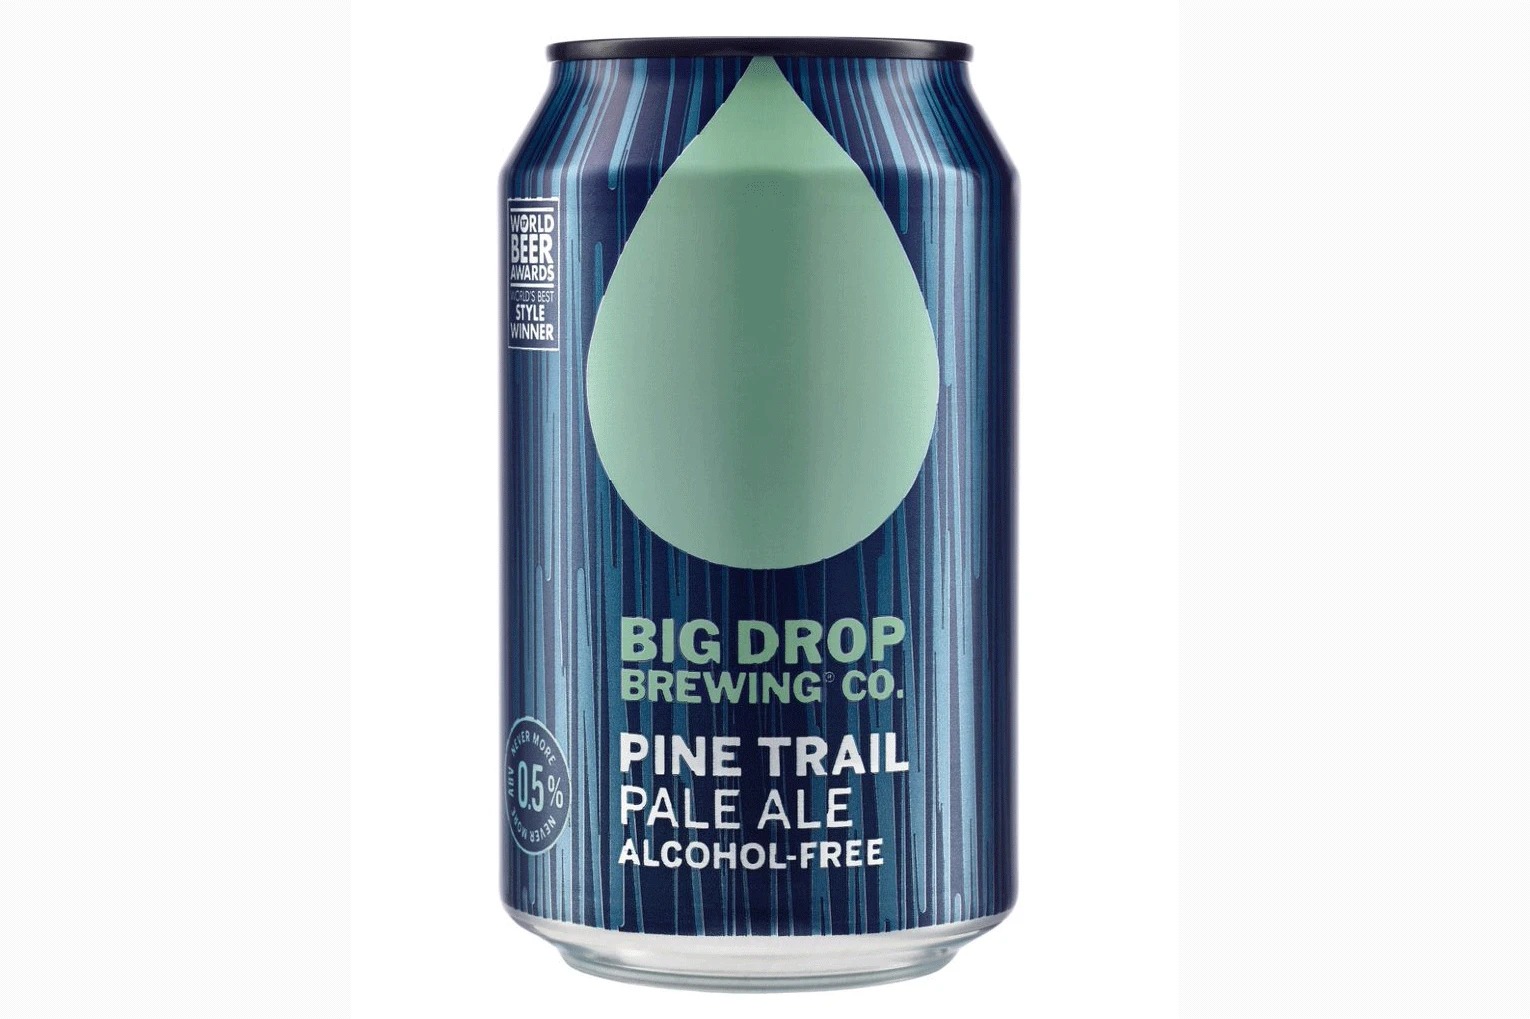 WORLD
BEER
AWARDS
WORLD'S BEST
STYLE
WINNER
BIG DROP
BREWING® CO.
PINE TRAIL
PALE ALE
ALCOHOL-FREE
NEVER MORE
0.5%
ABV
NEVER MORE